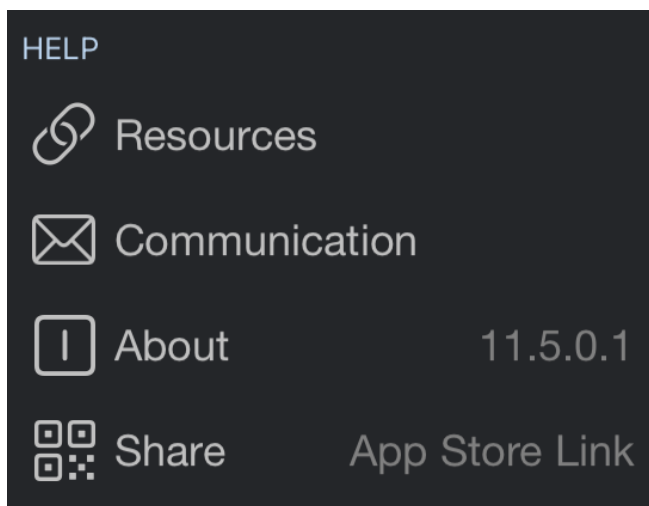 HELP
Resources
Communication
About 11.5.0.1
Share App Store Link